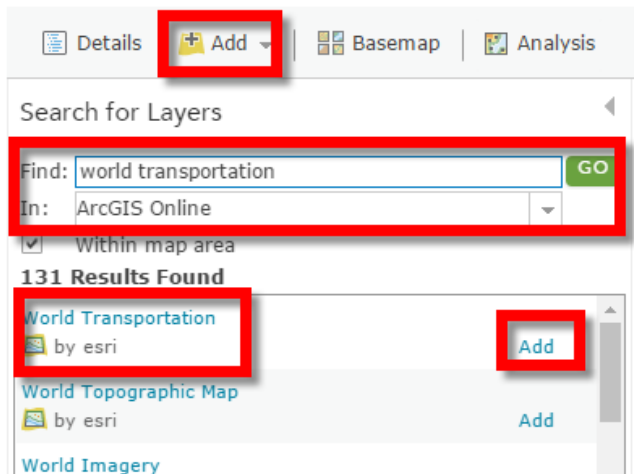 Details Add Basemap Analysis
Search for Layers
Find: world transportation GO
In: ArcGIS Online
Within map area
131 Results Found
World Transportation
by esri Add
World Topographic Map
by esri Add
World Imagery